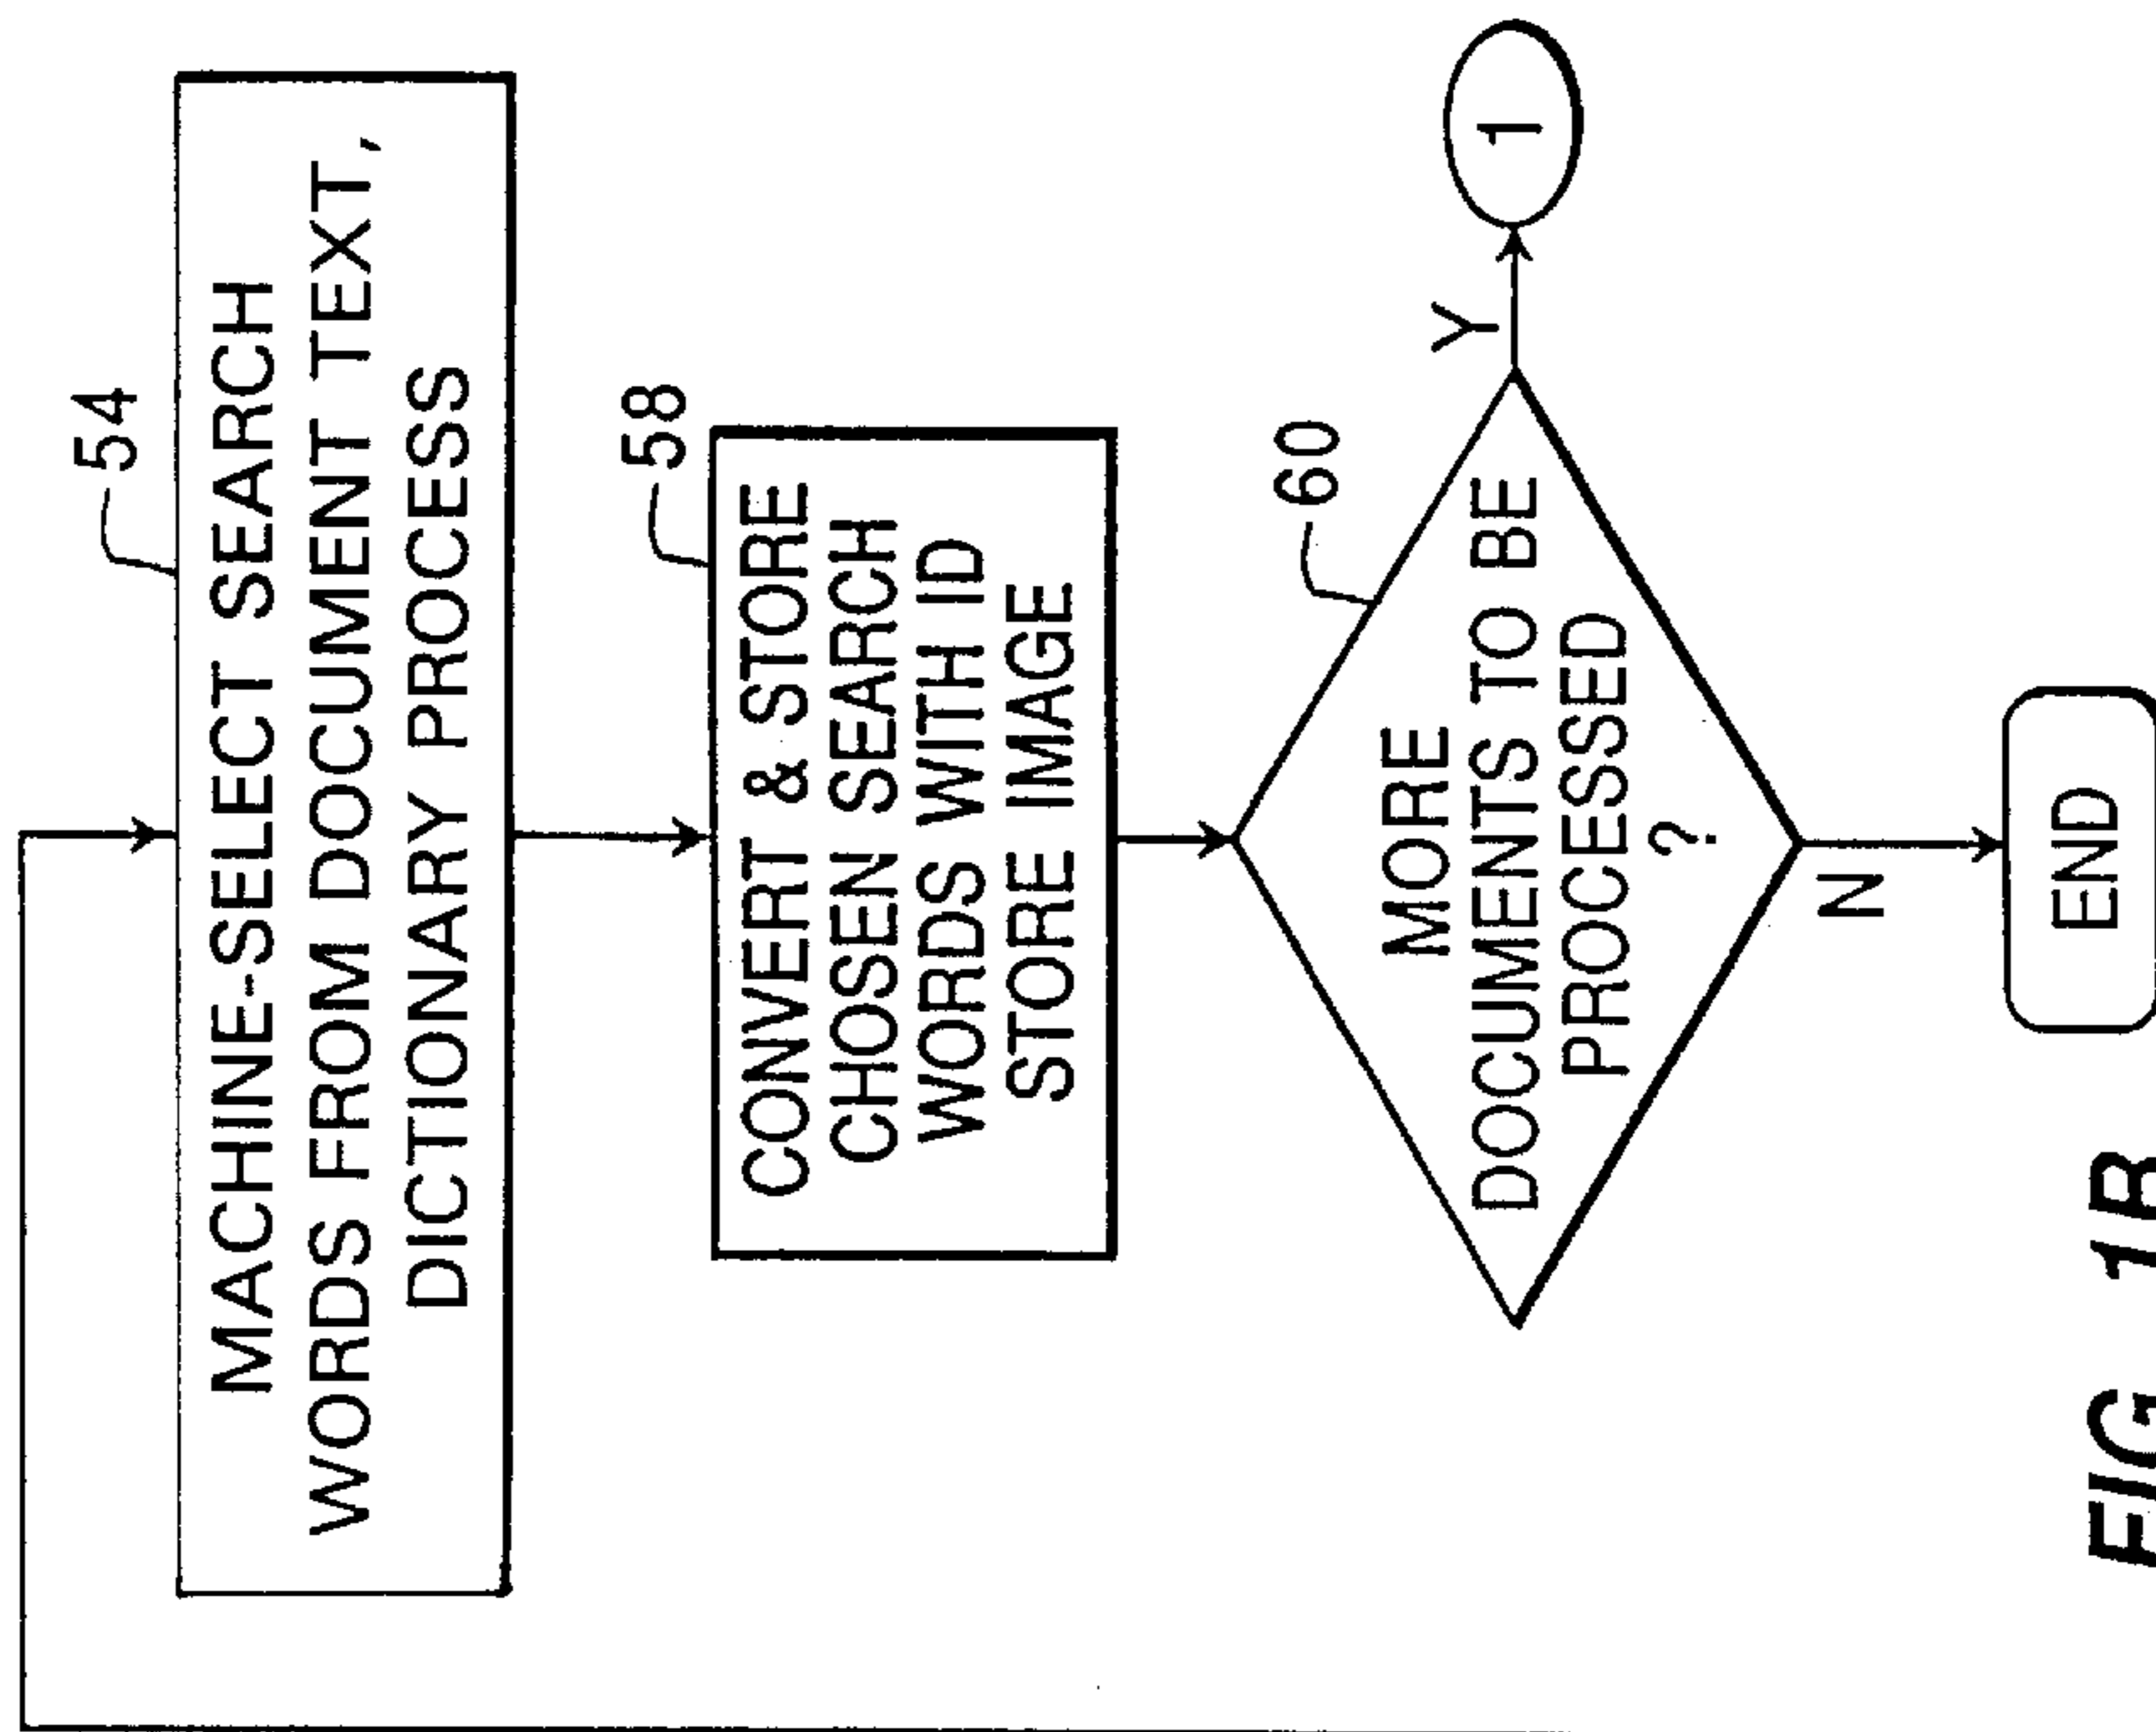 54
MACHINE-SELECT SEARCH
WORDS FROM DOCUMENT TEXT,
DICTIONARY PROCESS
58
CONVERT & STORE
CHOSEN SEARCH
WORDS WITH ID
STORE IMAGE
60
MORE
DOCUMENTS TO BE
PROCESSED
?
Y
1
N
END
FIG. 1B